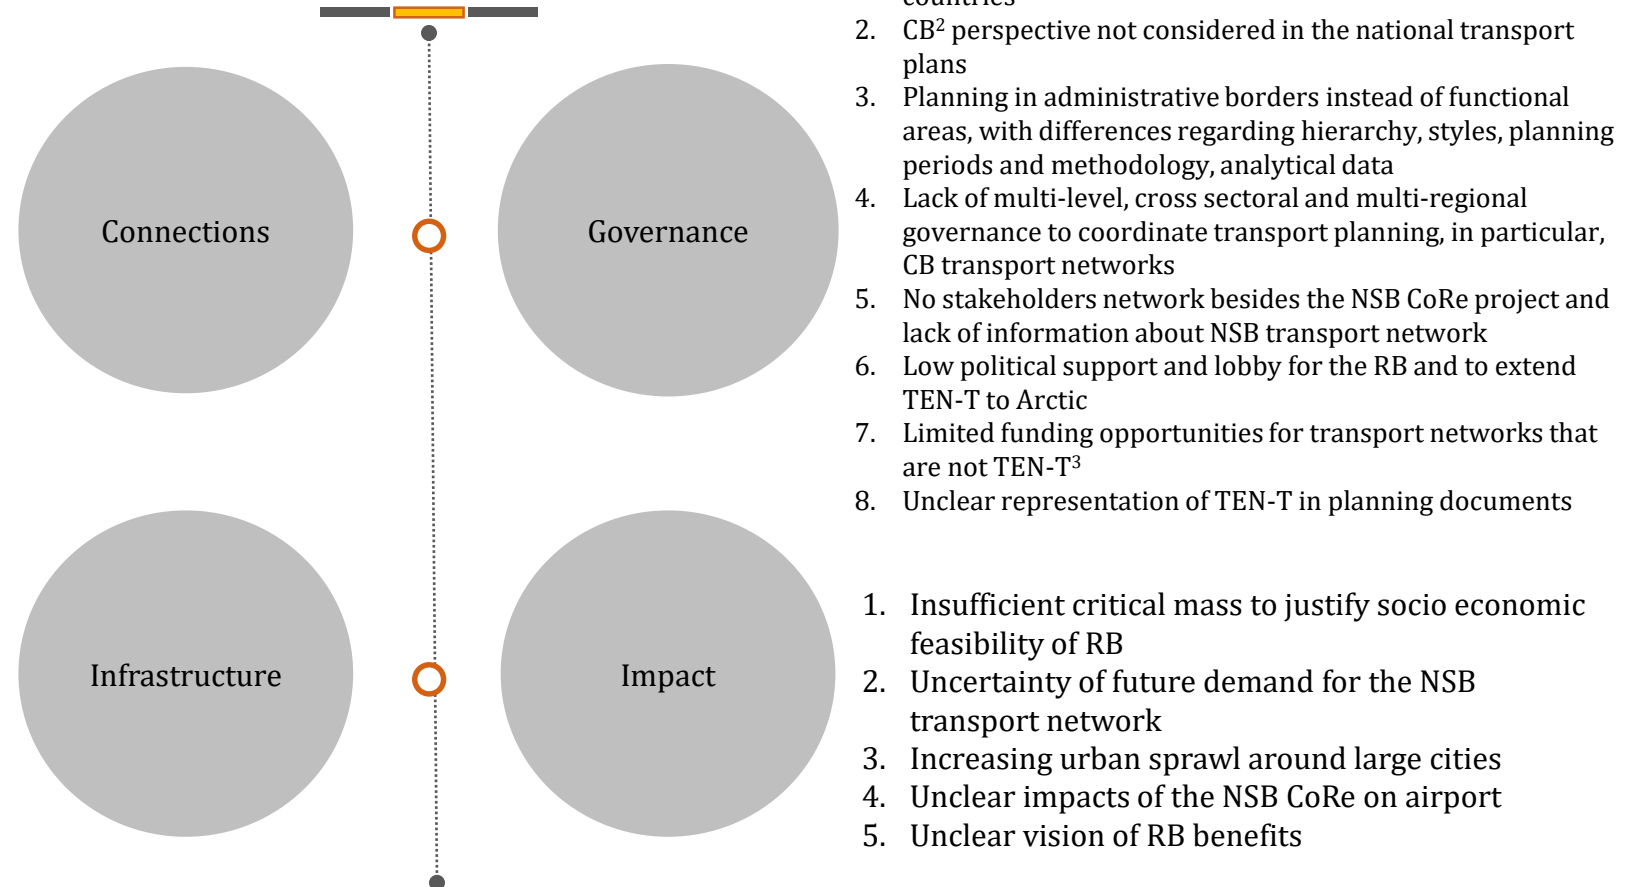 countries
2. CB² perspective not considered in the national transport
plans
3. Planning in administrative borders instead of functional
areas, with differences regarding hierarchy, styles, planning
periods and methodology, analytical data
4. Lack of multi-level, cross sectoral and multi-regional
governance to coordinate transport planning, in particular,
CB transport networks
5. No stakeholders network besides the NSB CoRe project and
lack of information about NSB transport network
6. Low political support and lobby for the RB and to extend
TEN-T to Arctic
7. Limited funding opportunities for transport networks that
are not TEN-T³
8. Unclear representation of TEN-T in planning documents
Connections
Governance
Infrastructure
Impact
1. Insufficient critical mass to justify socio economic
feasibility of RB
2. Uncertainty of future demand for the NSB
transport network
3. Increasing urban sprawl around large cities
4. Unclear impacts of the NSB CoRe on airport
5. Unclear vision of RB benefits